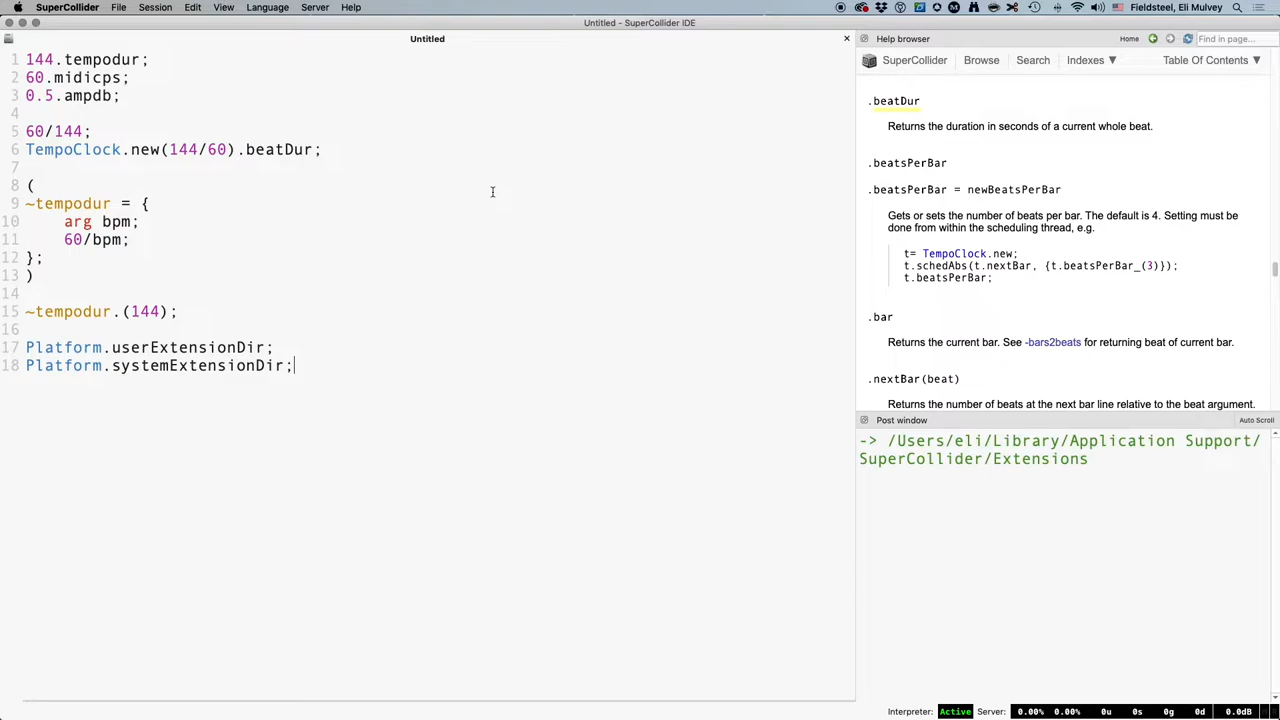 SuperCollider File Session Edit View Language Server Help Fieldsteel, Eli Mulvey
Untitled - SuperCollider IDE
Untitled
1 144.tempodur;
2 60.midicps;
3 0.5.ampdb;
4
5 60/144;
6 TempoClock.new(144/60).beatDur;
7
8 (
9 ~tempodur = {
10 arg bpm;
11 60/bpm;
12 };
13 )
14
15 ~tempodur.(144);
16
17 Platform.userExtensionDir;
18 Platform.systemExtensionDir;
Help browser Home Find in page...
SuperCollider Browse Search Indexes ▼ Table Of Contents ▼
.beatDur
Returns the duration in seconds of a current whole beat.
.beatsPerBar
.beatsPerBar = newBeatsPerBar
Gets or sets the number of beats per bar. The default is 4. Setting must be
done from within the scheduling thread, e.g.
t= TempoClock.new;
t.schedAbs(t.nextBar, {t.beatsPerBar_(3)});
t.beatsPerBar;
.bar
Returns the current bar. See -bars2beats for returning beat of current bar.
.nextBar(beat)
Returns the number of beats at the next bar line relative to the beat argument.
Post window Auto Scroll
-> /Users/eli/Library/Application Support/
SuperCollider/Extensions
Interpreter: Active Server: 0.00% 0.00% 0u 0s 0g 0d 0.0dB